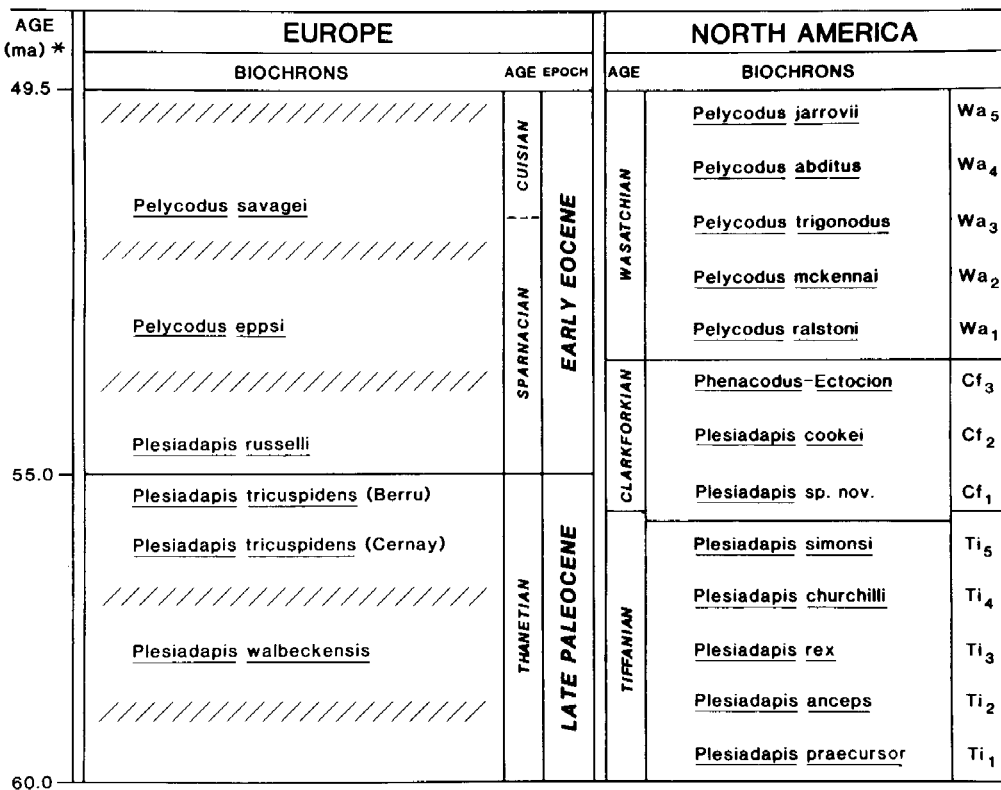 AGE
(ma) *
EUROPE
NORTH AMERICA
BIOCHRONS
AGE EPOCH
AGE
BIOCHRONS
49.5
55.0
60.0
Pelycodus savagei
Pelycodus eppsi
Plesiadapis russelli
Plesiadapis tricuspidens (Berru)
Plesiadapis tricuspidens (Cernay)
Plesiadapis walbeckensis
CUISIAN
SPARNACIAN
THANETIAN
EARLY EOCENE
LATE PALEOCENE
WASATCHIAN
CLARKFORKIAN
TIFFANIAN
Pelycodus jarrovii Wa5
Pelycodus abditus Wa4
Pelycodus trigonodus Wa3
Pelycodus mckennai Wa2
Pelycodus ralstoni Wa1
Phenacodus-Ectocion Cf3
Plesiadapis cookei Cf2
Plesiadapis sp. nov. Cf1
Plesiadapis simonsi Ti5
Plesiadapis churchilli Ti4
Plesiadapis rex Ti3
Plesiadapis anceps Ti2
Plesiadapis praecursor Ti1